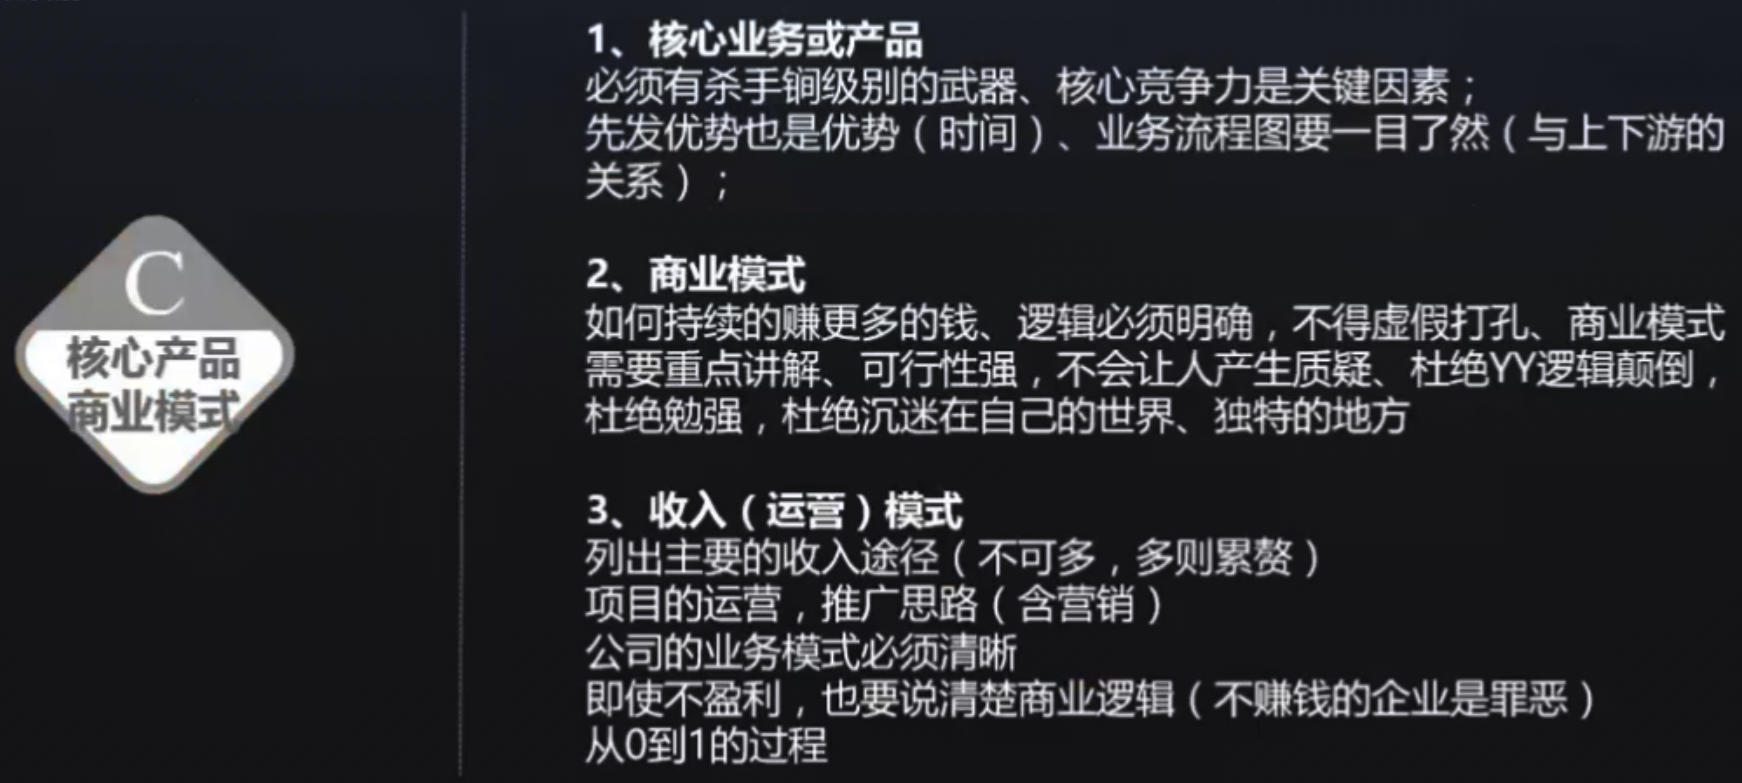 C
核心产品
商业模式
1、核心业务或产品
必须有杀手锏级别的武器、核心竞争力是关键因素；
先发优势也是优势（时间）、业务流程图要一目了然（与上下游的
关系）；
2、商业模式
如何持续的赚更多的钱、逻辑必须明确，不得虚假打孔、商业模式
需要重点讲解、可行性强，不会让人产生质疑、杜绝YY逻辑颠倒，
杜绝勉强，杜绝沉迷在自己的世界、独特的地方
3、收入（运营）模式
列出主要的收入途径（不可多，多则累赘）
项目的运营，推广思路（含营销）
公司的业务模式必须清晰
即使不盈利，也要说清楚商业逻辑（不赚钱的企业是罪恶）
从0到1的过程